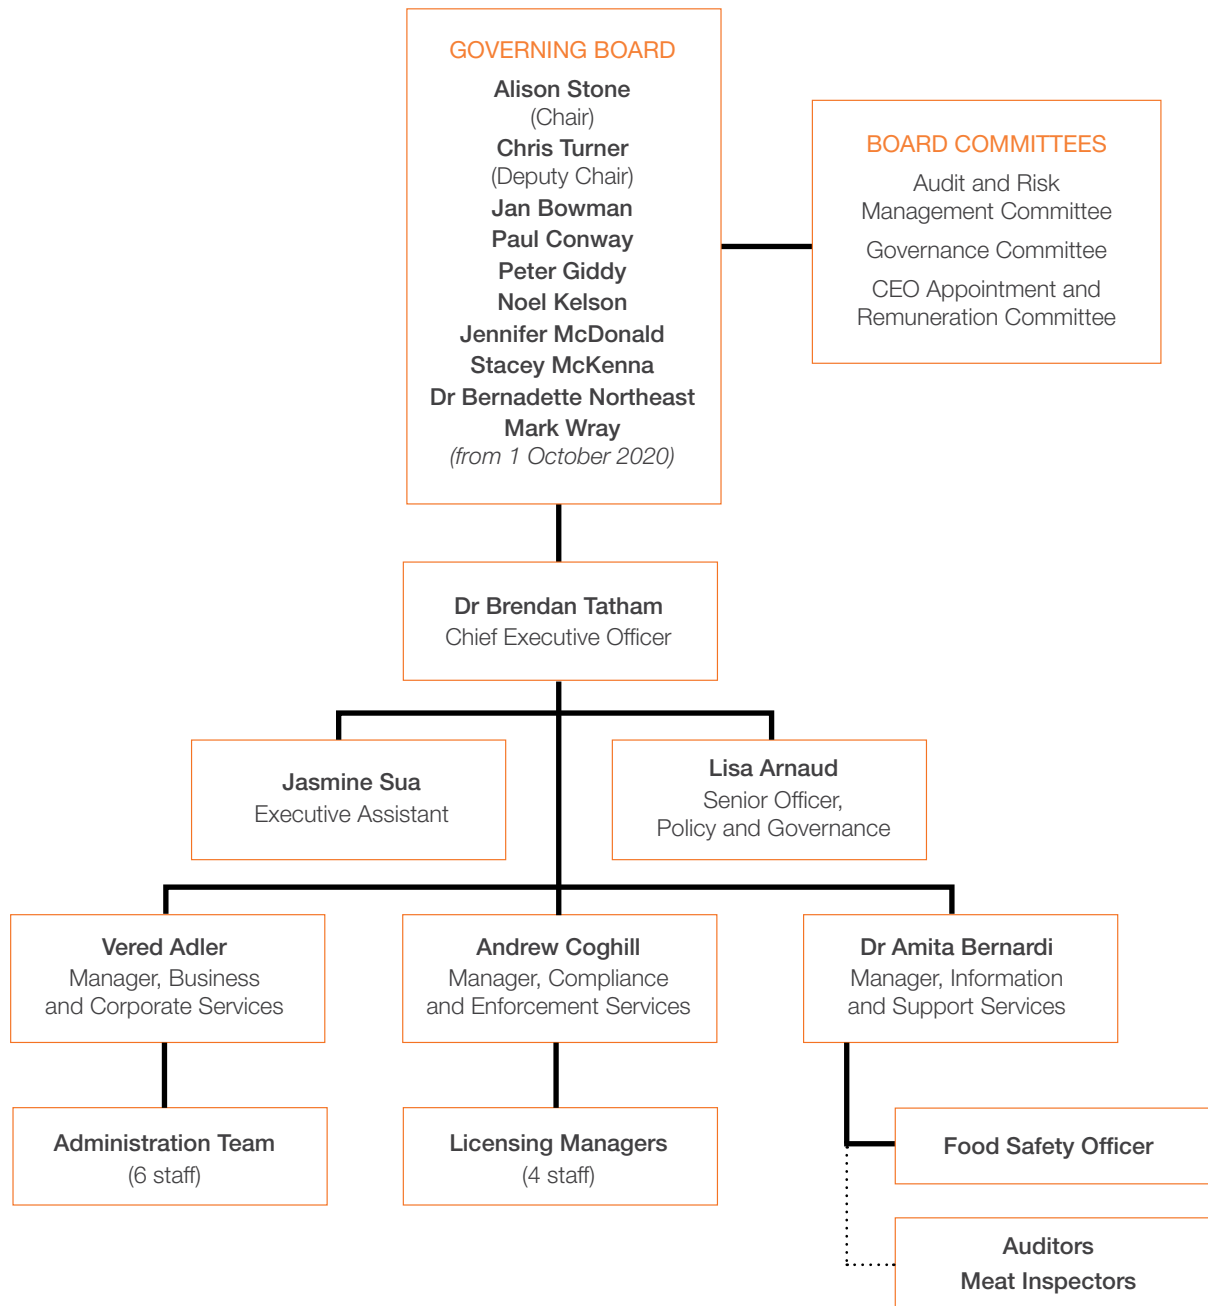 GOVERNING BOARD
Alison Stone
(Chair)
Chris Turner
(Deputy Chair)
Jan Bowman
Paul Conway
Peter Giddy
Noel Kelson
Jennifer McDonald
Stacey McKenna
Dr Bernadette Northeast
Mark Wray
(from 1 October 2020)
BOARD COMMITTEES
Audit and Risk
Management Committee
Governance Committee
CEO Appointment and
Remuneration Committee
Dr Brendan Tatham
Chief Executive Officer
Jasmine Sua
Executive Assistant
Lisa Arnaud
Senior Officer,
Policy and Governance
Vered Adler
Manager, Business
and Corporate Services
Andrew Coghill
Manager, Compliance
and Enforcement Services
Dr Amita Bernardi
Manager, Information
and Support Services
Administration Team
(6 staff)
Licensing Managers
(4 staff)
Food Safety Officer
Auditors
Meat Inspectors